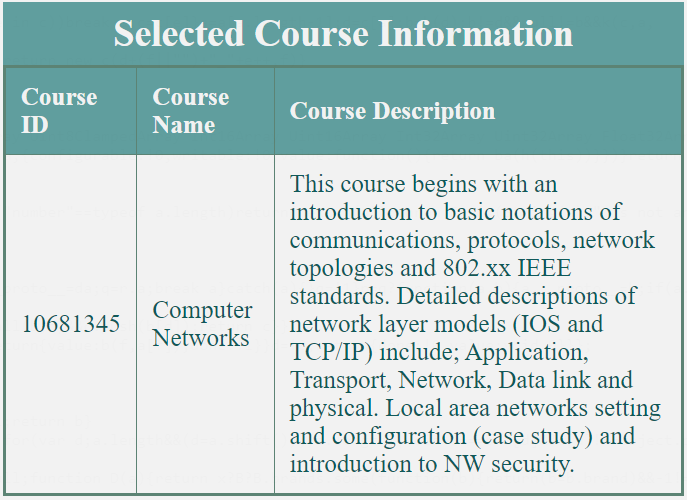 Selected Course Information
Course
ID
Course
Name
Course Description
10681345
Computer
Networks
This course begins with an
introduction to basic notations of
communications, protocols, network
topologies and 802.xx IEEE
standards. Detailed descriptions of
network layer models (IOS and
TCP/IP) include; Application,
Transport, Network, Data link and
physical. Local area networks setting
and configuration (case study) and
introduction to NW security.